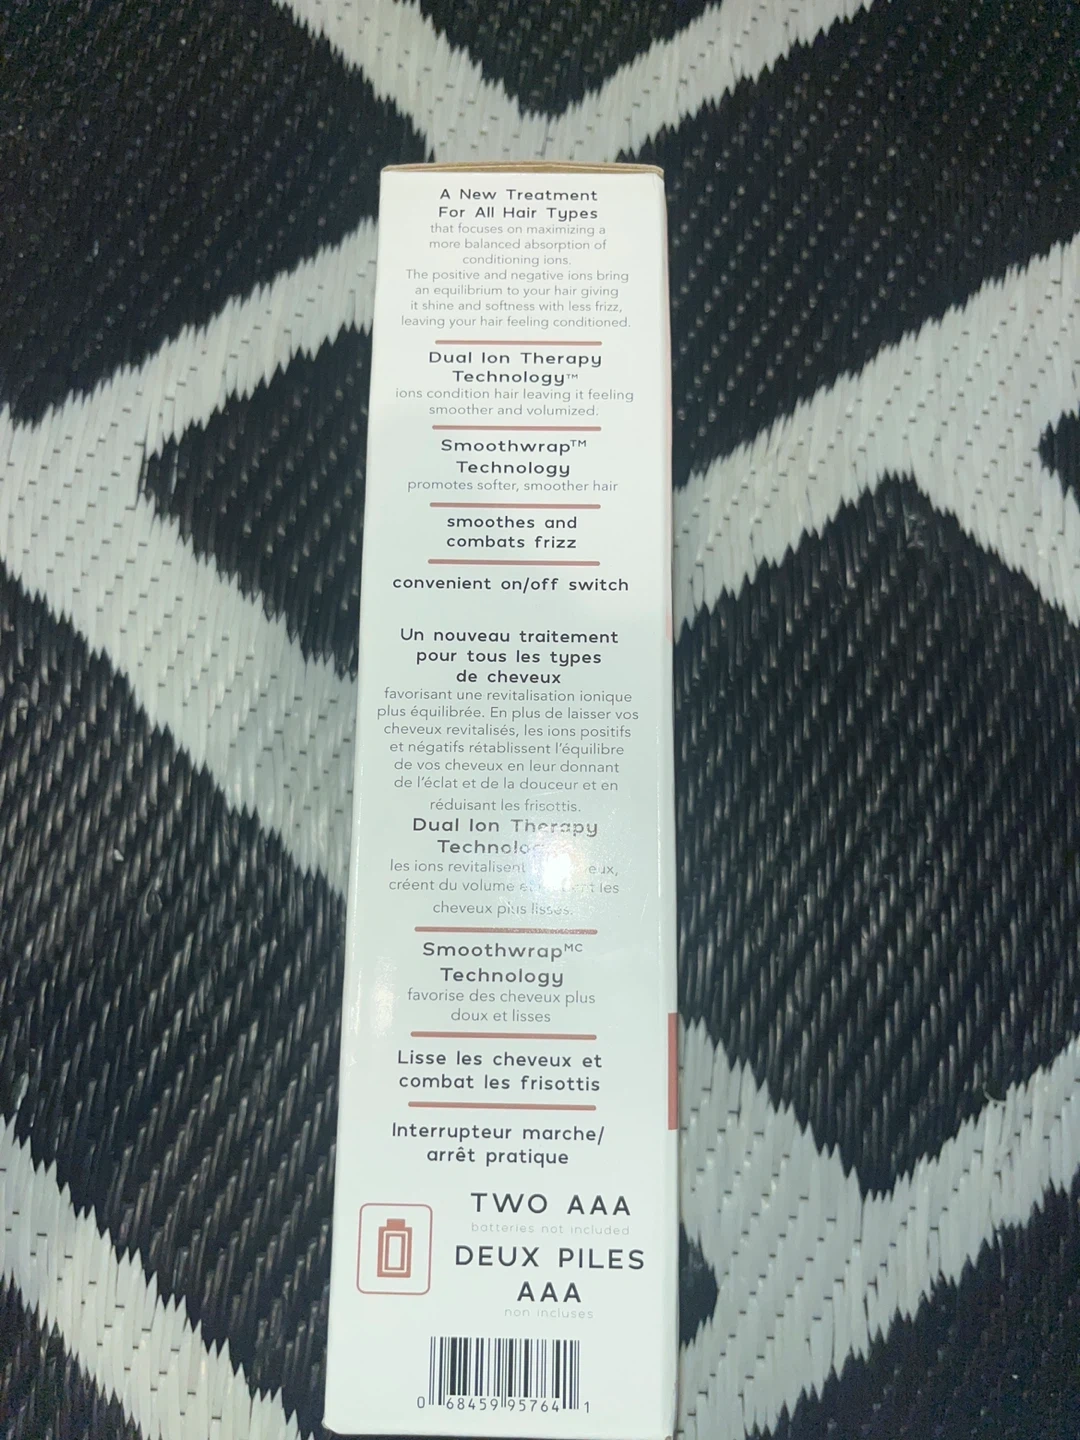 A New Treatment
For All Hair Types
that focuses on maximizing a
more balanced absorption of
conditioning ions.
The positive and negative ions bring
an equilibrium to your hair giving
it shine and softness with less frizz,
leaving your hair feeling conditioned.
Dual Ion Therapy
Technology™
ions condition hair leaving it feeling
smoother and volumized.
Smoothwrap™
Technology
promotes softer, smoother hair
smoothes and
combats frizz
convenient on/off switch
Un nouveau traitement
pour tous les types
de cheveux
favorisant une revitalisation ionique
plus équilibrée. En plus de laisser vos
cheveux revitalisés, les ions positifs
et négatifs rétablissent l'équilibre
de vos cheveux en leur donnant
de l'éclat et de la douceur et en
réduisant les frisottis.
Dual Ion Therapy
les ions revitalisent
créent du volume les
cheveux plus lisses.
Smoothwrap^MC
Technology
favorise des cheveux plus
doux et lisses
Lisse les cheveux et
combat les frisottis
Interrupteur marche/
arrêt pratique
TWO AAA
batteries not included
DEUX PILES
AAA
non incluses
0 68459 95764 1